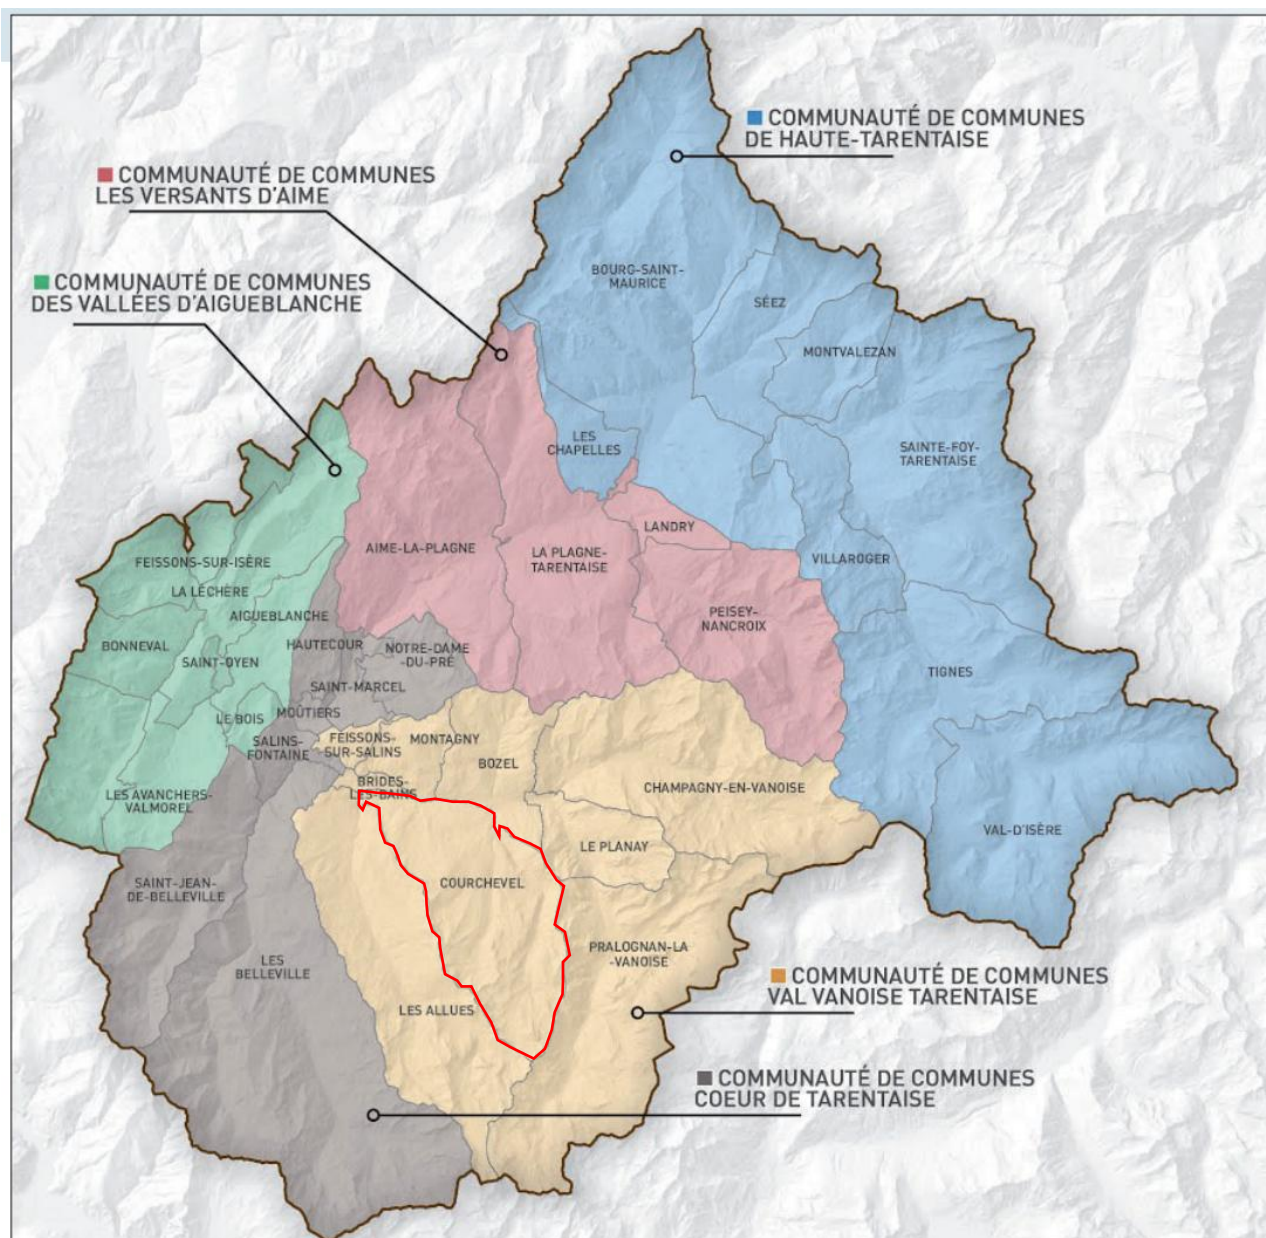 COMMUNAUTÉ DE COMMUNES
DE HAUTE-TARENTAISE
COMMUNAUTÉ DE COMMUNES
LES VERSANTS D'AIME
COMMUNAUTÉ DE COMMUNES
DES VALLÉES D'AIGUEBLANCHE
BOURG-SAINT-
MAURICE
SÉEZ
MONTVALEZAN
LES
CHAPELLES
SAINTE-FOY-
TARENTAISE
LANDRY
AIME-LA-PLAGNE
LA PLAGNE-
TARENTAISE
VILLAROGER
FEISSONS-SUR-ISÈRE
LA LÉCHÈRE
AIGUEBLANCHE
PEISEY-
NANCROIX
BONNEVAL
HAUTECOUR
NOTRE-DAME
-DU-PRÉ
SAINT-OYEN
TIGNES
SAINT-MARCEL
MOÛTIERS
LE BOIS
SALINS-
FONTAINE
FEISSONS-
SUR-SALINS
MONTAGNY
BOZEL
BRIDES-
LES-BAINS
CHAMPAGNY-EN-VANOISE
LES AVANCHERS-
VALMOREL
VAL-D'ISÈRE
LE PLANAY
SAINT-JEAN-
DE-BELLEVILLE
COURCHEVEL
LES
BELLEVILLE
PRALOGNAN-LA
-VANOISE
COMMUNAUTÉ DE COMMUNES
VAL VANOISE TARENTAISE
LES ALLUES
COMMUNAUTÉ DE COMMUNES
COEUR DE TARENTAISE